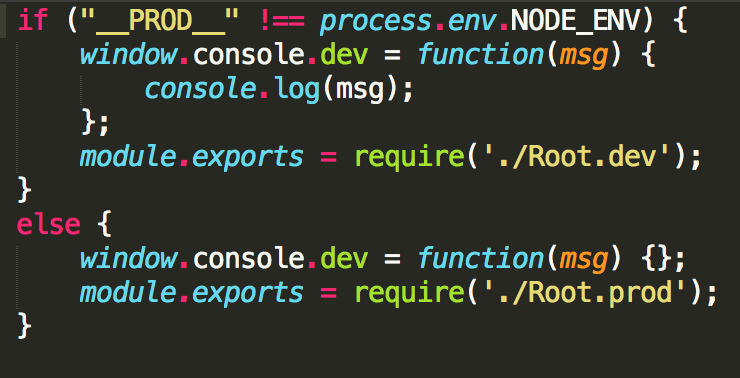 if ("__PROD__" !== process.env.NODE_ENV) {
    window.console.dev = function(msg) {
        console.log(msg);
    };
    module.exports = require('./Root.dev');
}
else {
    window.console.dev = function(msg) {};
    module.exports = require('./Root.prod');
}